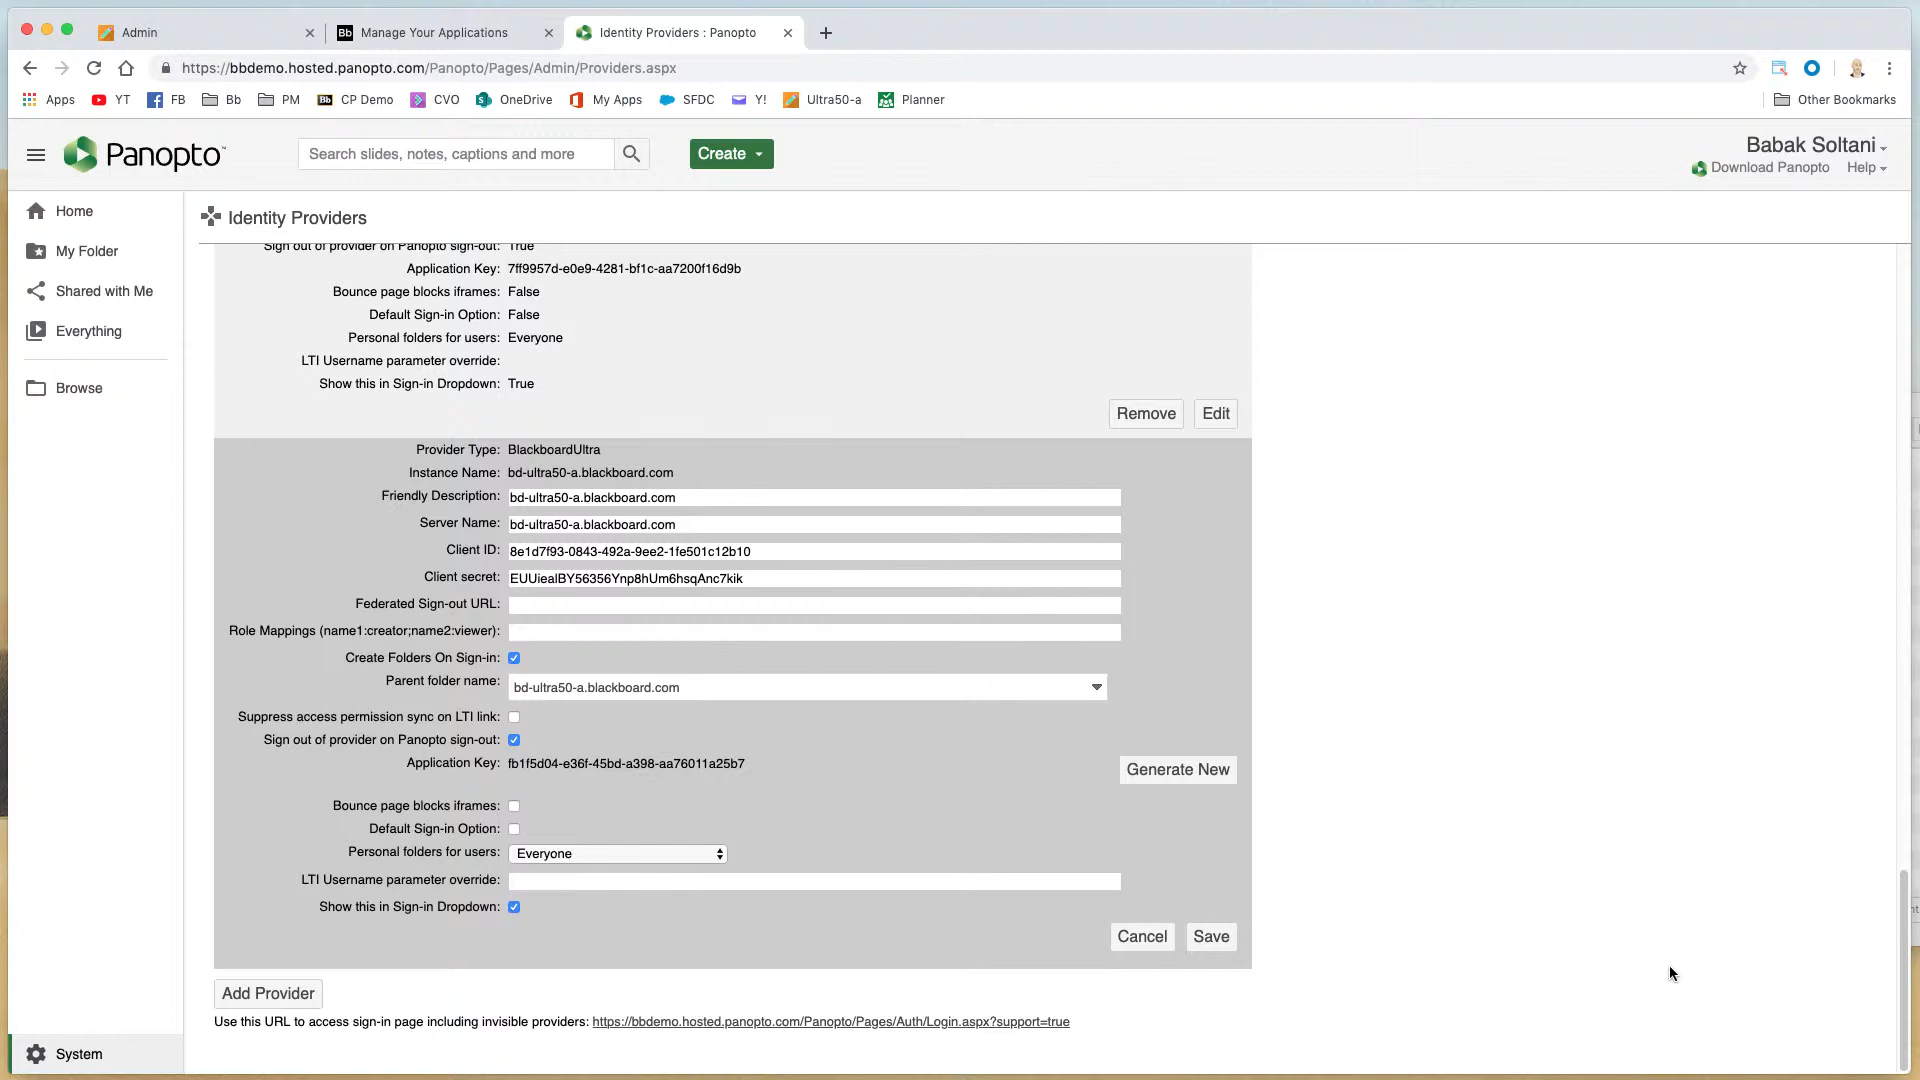 Admin
Manage Your Applications
Identity Providers : Panopto
https://bbdemo.hosted.panopto.com/Panopto/Pages/Admin/Providers.aspx
Apps YT FB Bb PM CP Demo CVO OneDrive My Apps SFDC Y! Ultra50-a Planner Other Bookmarks
Panopto
Search slides, notes, captions and more
Create
Babak Soltani
Download Panopto Help
Home
My Folder
Shared with Me
Everything
Browse
System
Identity Providers
Sign out of provider on Panopto sign-out: True
Application Key: 7ff9957d-e0e9-4281-bf1c-aa7200f16d9b
Bounce page blocks iframes: False
Default Sign-in Option: False
Personal folders for users: Everyone
LTI Username parameter override:
Show this in Sign-in Dropdown: True
Remove Edit
Provider Type: BlackboardUltra
Instance Name: bd-ultra50-a.blackboard.com
Friendly Description: bd-ultra50-a.blackboard.com
Server Name: bd-ultra50-a.blackboard.com
Client ID: 8e1d7f93-0843-492a-9ee2-1fe501c12b10
Client secret: EUUiealBY56356Ynp8hUm6hsqAnc7kik
Federated Sign-out URL:
Role Mappings (name1:creator;name2:viewer):
Create Folders On Sign-in:
Parent folder name: bd-ultra50-a.blackboard.com
Suppress access permission sync on LTI link:
Sign out of provider on Panopto sign-out:
Application Key: fb1f5d04-e36f-45bd-a398-aa76011a25b7
Generate New
Bounce page blocks iframes:
Default Sign-in Option:
Personal folders for users: Everyone
LTI Username parameter override:
Show this in Sign-in Dropdown:
Cancel Save
Add Provider
Use this URL to access sign-in page including invisible providers: https://bbdemo.hosted.panopto.com/Panopto/Pages/Auth/Login.aspx?support=true